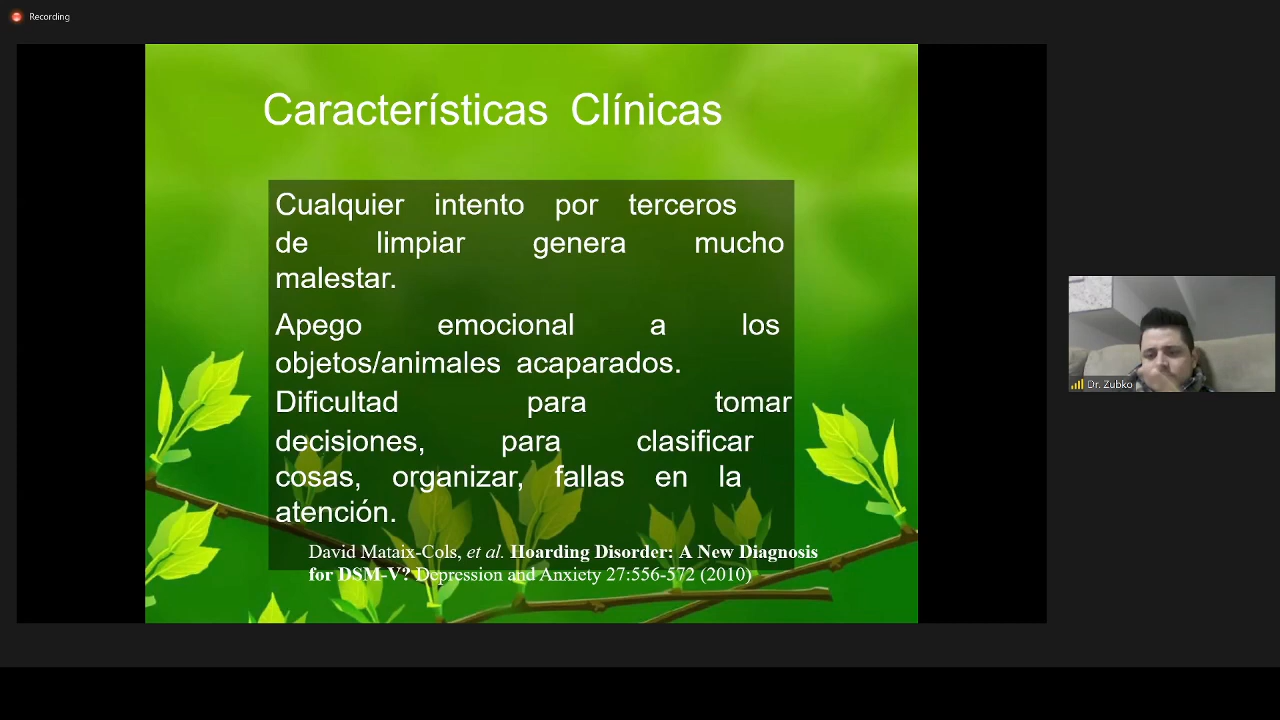 Recording
Características Clínicas
Cualquier intento por terceros
de limpiar genera mucho
malestar.
Apego emocional a los
objetos/animales acaparados.
Dificultad para tomar
decisiones, para clasificar
cosas, organizar, fallas en la
atención.
David Mataix-Cols, et al. Hoarding Disorder: A New Diagnosis
for DSM-V? Depression and Anxiety 27:556-572 (2010)
Dr. Zubko